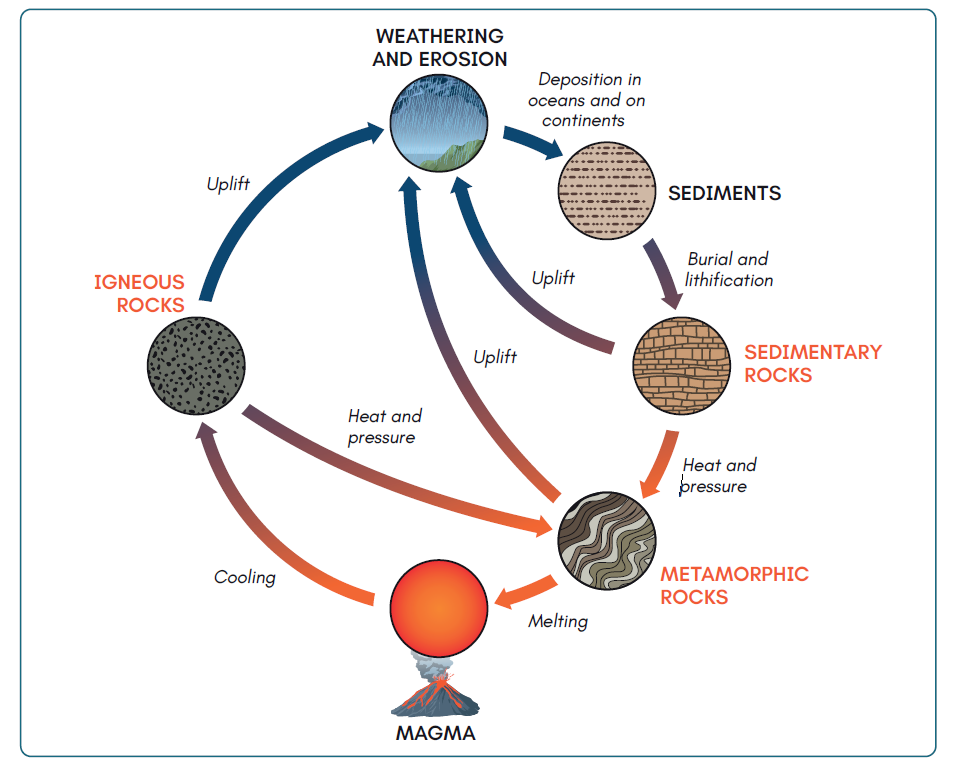 WEATHERING
AND EROSION
Deposition in
oceans and on
continents
SEDIMENTS
Uplift
Burial and
lithification
Uplift
IGNEOUS
ROCKS
SEDIMENTARY
ROCKS
Uplift
Heat and
pressure
Heat and
pressure
METAMORPHIC
ROCKS
Cooling
Melting
MAGMA